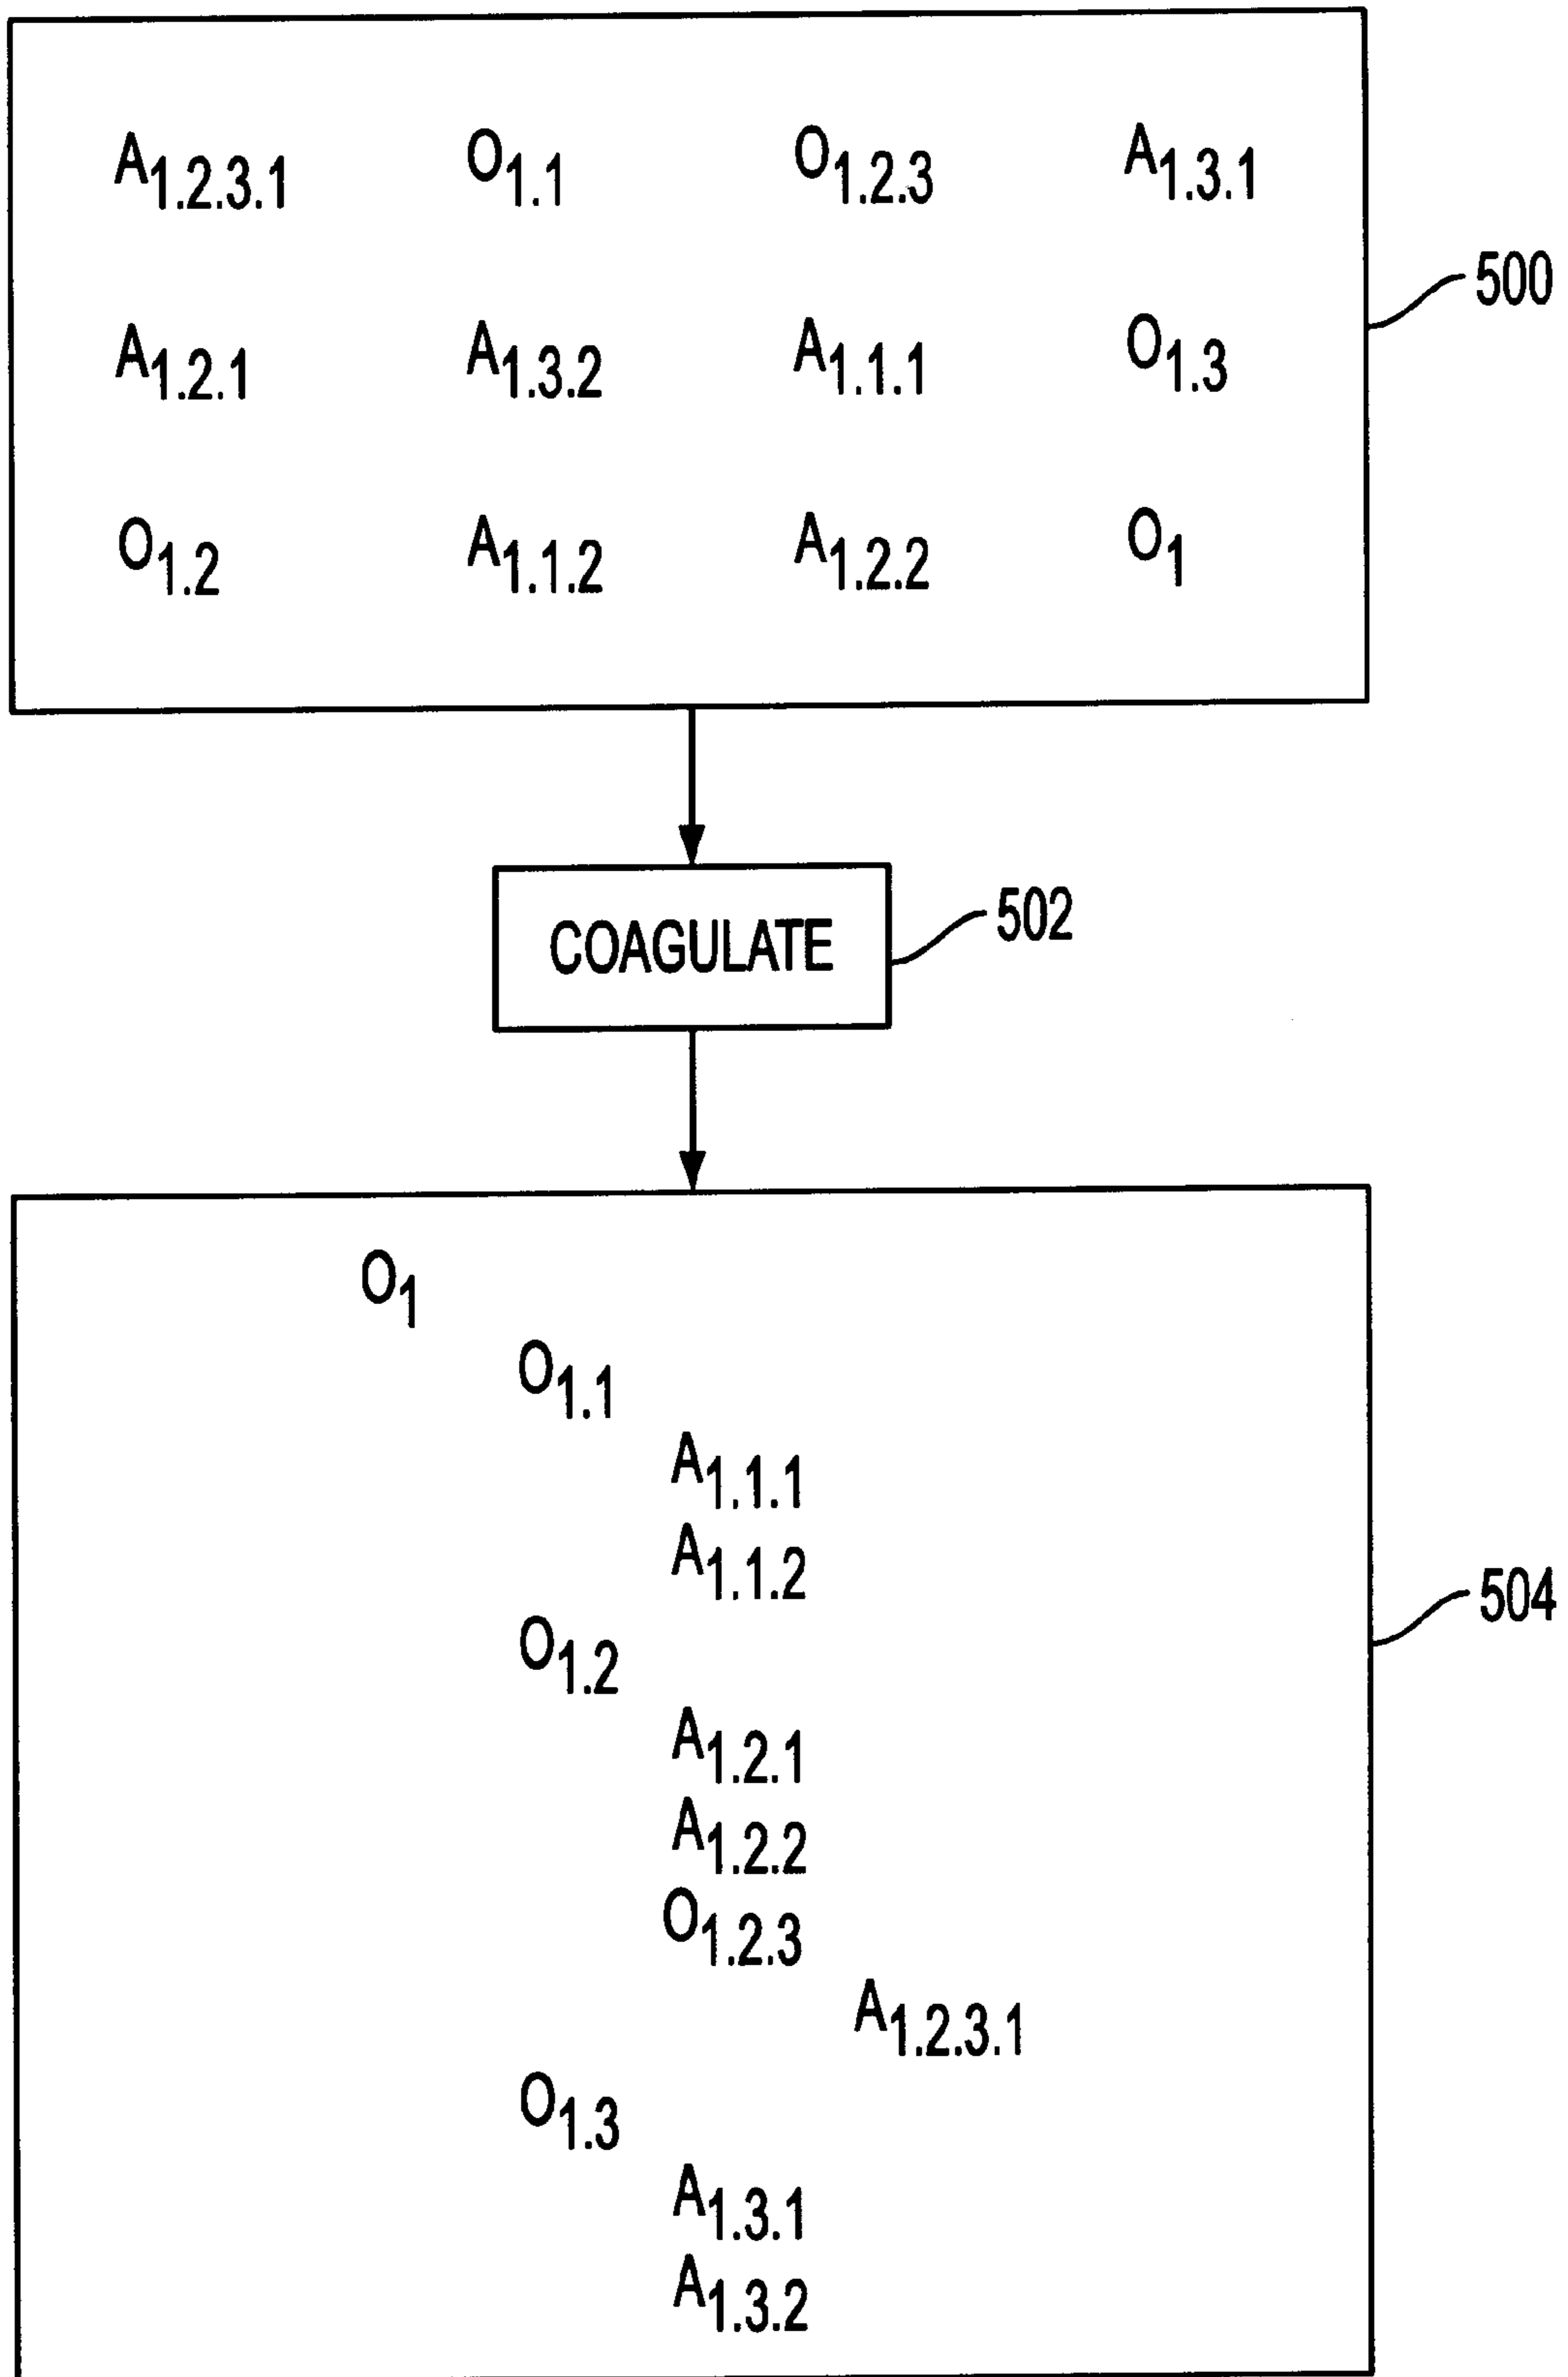 A1.2.3.1 O1.1 O1.2.3 A1.3.1
500
A1.2.1 A1.3.2 A1.1.1 O1.3
O1.2 A1.1.2 A1.2.2 O1
COAGULATE
502
O1
O1.1
A1.1.1
A1.1.2
504
O1.2
A1.2.1
A1.2.2
O1.2.3
A1.2.3.1
O1.3
A1.3.1
A1.3.2